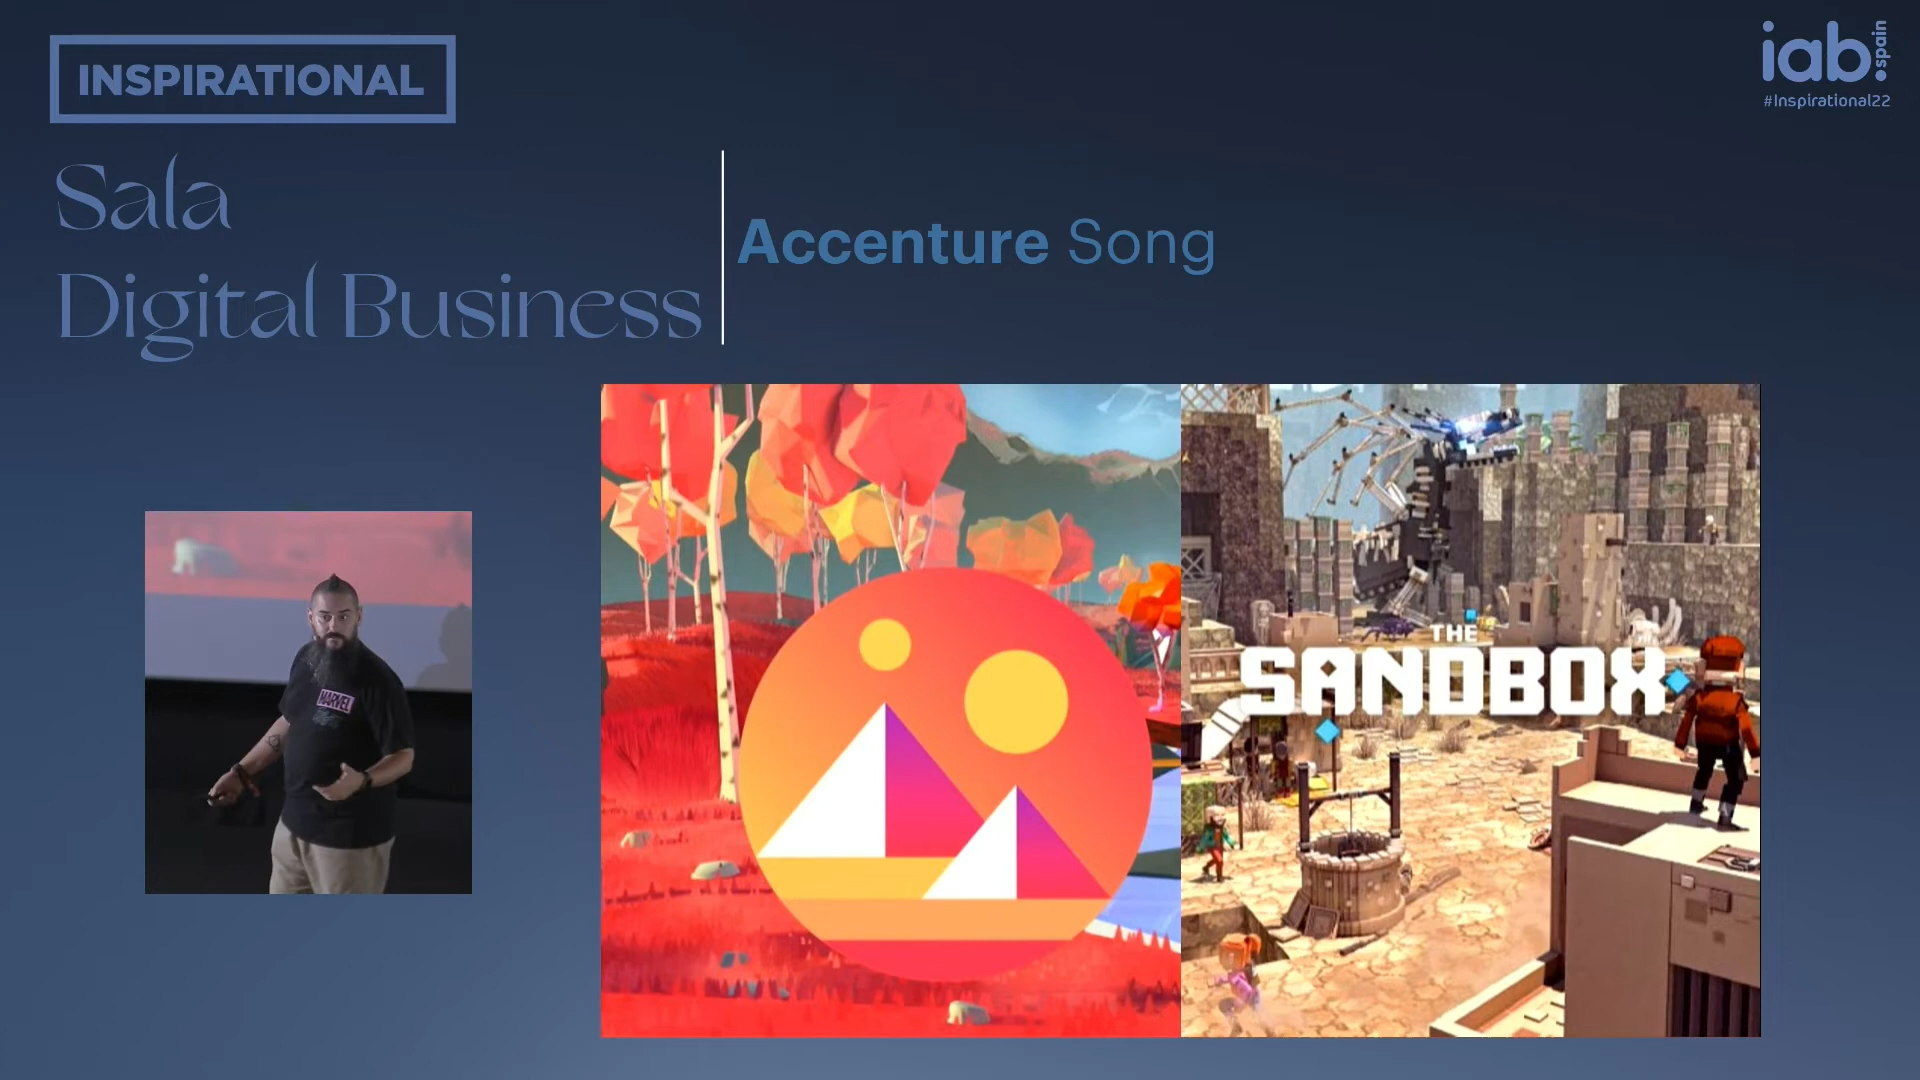 INSPIRATIONAL
iab.spain
#Inspirational22
Sala
Digital Business
Accenture Song
MARVEL
THE
SANDBOX